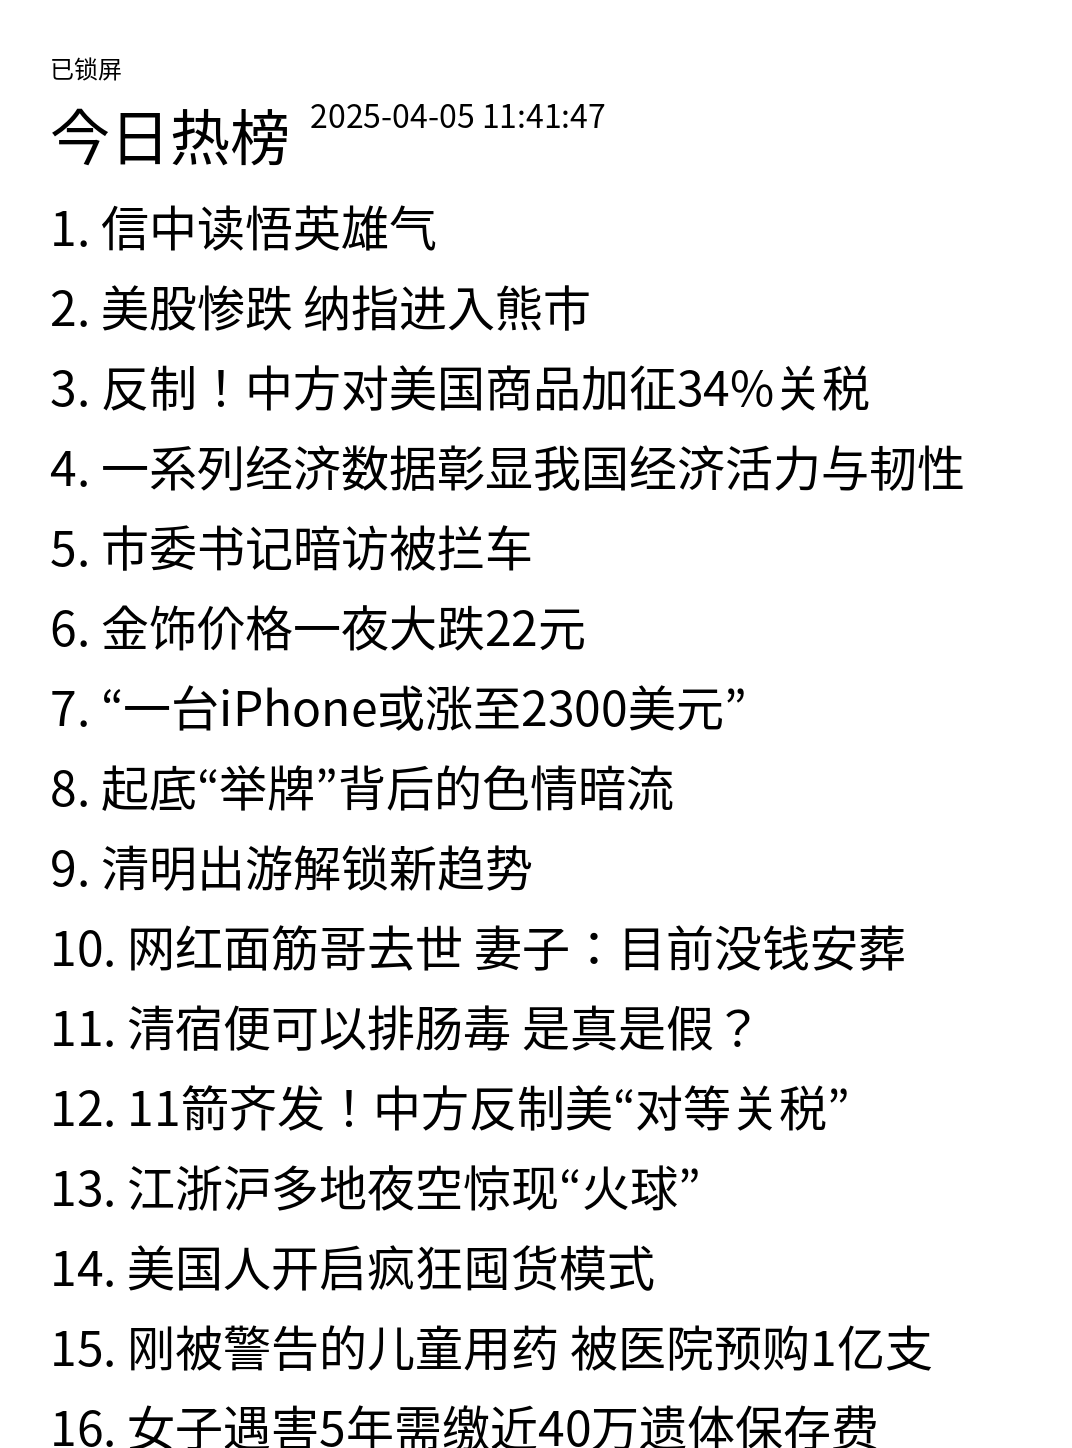 已锁屏
今日热榜 2025-04-05 11:41:47
1. 信中读悟英雄气
2. 美股惨跌 纳指进入熊市
3. 反制！中方对美国商品加征34%关税
4. 一系列经济数据彰显我国经济活力与韧性
5. 市委书记暗访被拦车
6. 金饰价格一夜大跌22元
7. “一台iPhone或涨至2300美元”
8. 起底“举牌”背后的色情暗流
9. 清明出游解锁新趋势
10. 网红面筋哥去世 妻子：目前没钱安葬
11. 清宿便可以排肠毒 是真是假？
12. 11箭齐发！中方反制美“对等关税”
13. 江浙沪多地夜空惊现“火球”
14. 美国人开启疯狂囤货模式
15. 刚被警告的儿童用药 被医院预购1亿支
16. 女子遇害5年需缴近40万遗体保存费